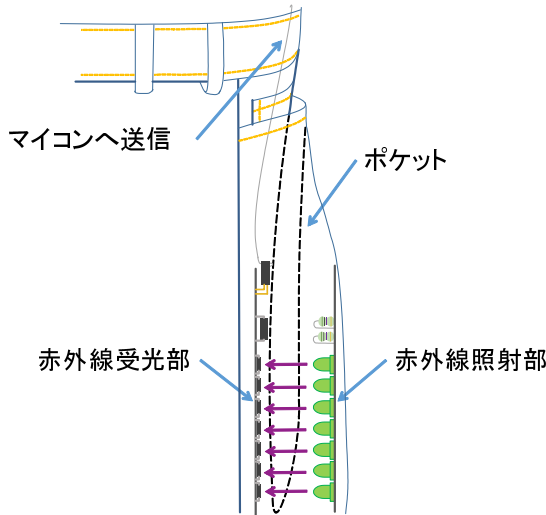 マイコンへ送信
ポケット
赤外線受光部
赤外線照射部